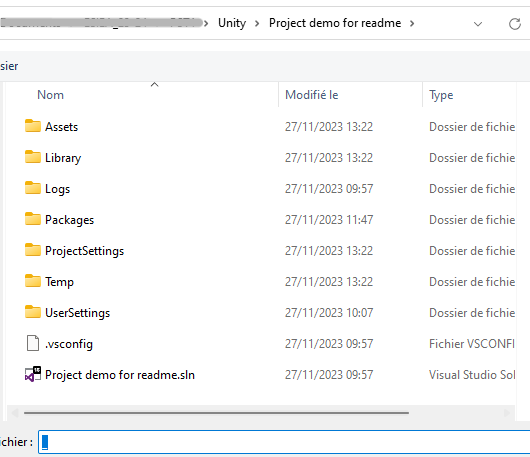 Unity > Project demo for readme >
sier
Nom Modifié le Type
Assets 27/11/2023 13:22 Dossier de fichie
Library 27/11/2023 13:22 Dossier de fichie
Logs 27/11/2023 09:57 Dossier de fichie
Packages 27/11/2023 11:47 Dossier de fichie
ProjectSettings 27/11/2023 13:22 Dossier de fichie
Temp 27/11/2023 13:22 Dossier de fichie
UserSettings 27/11/2023 10:07 Dossier de fichie
.vsconfig 27/11/2023 09:57 Fichier VSCONFI
Project demo for readme.sln 27/11/2023 09:57 Visual Studio Sol
ichier :